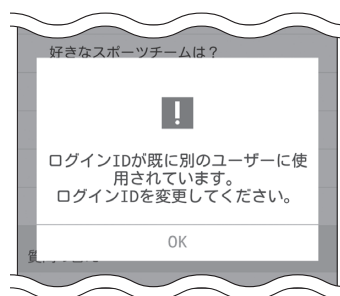 好きなスポーツチームは？
ログインIDが既に別のユーザーに使
用されています。
ログインIDを変更してください。
OK